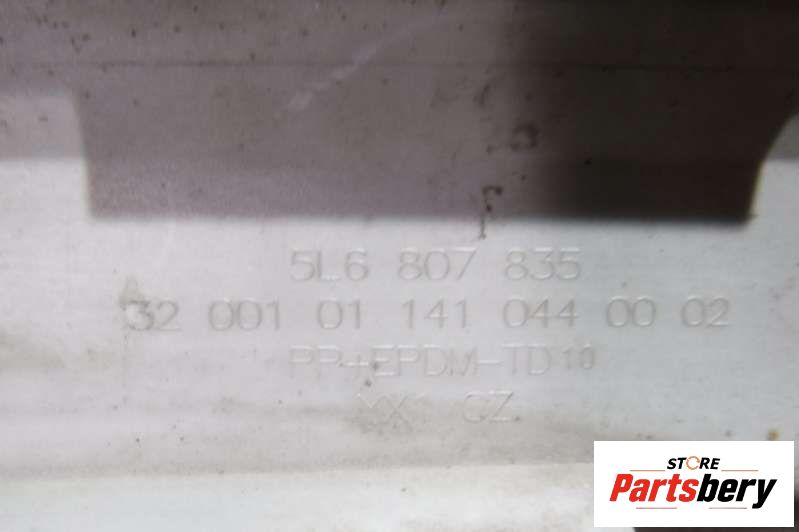 5L6 807 835
32 001 01 141 044 00 02
PP+EPDM-TD10
CZ
STORE
Partsbery